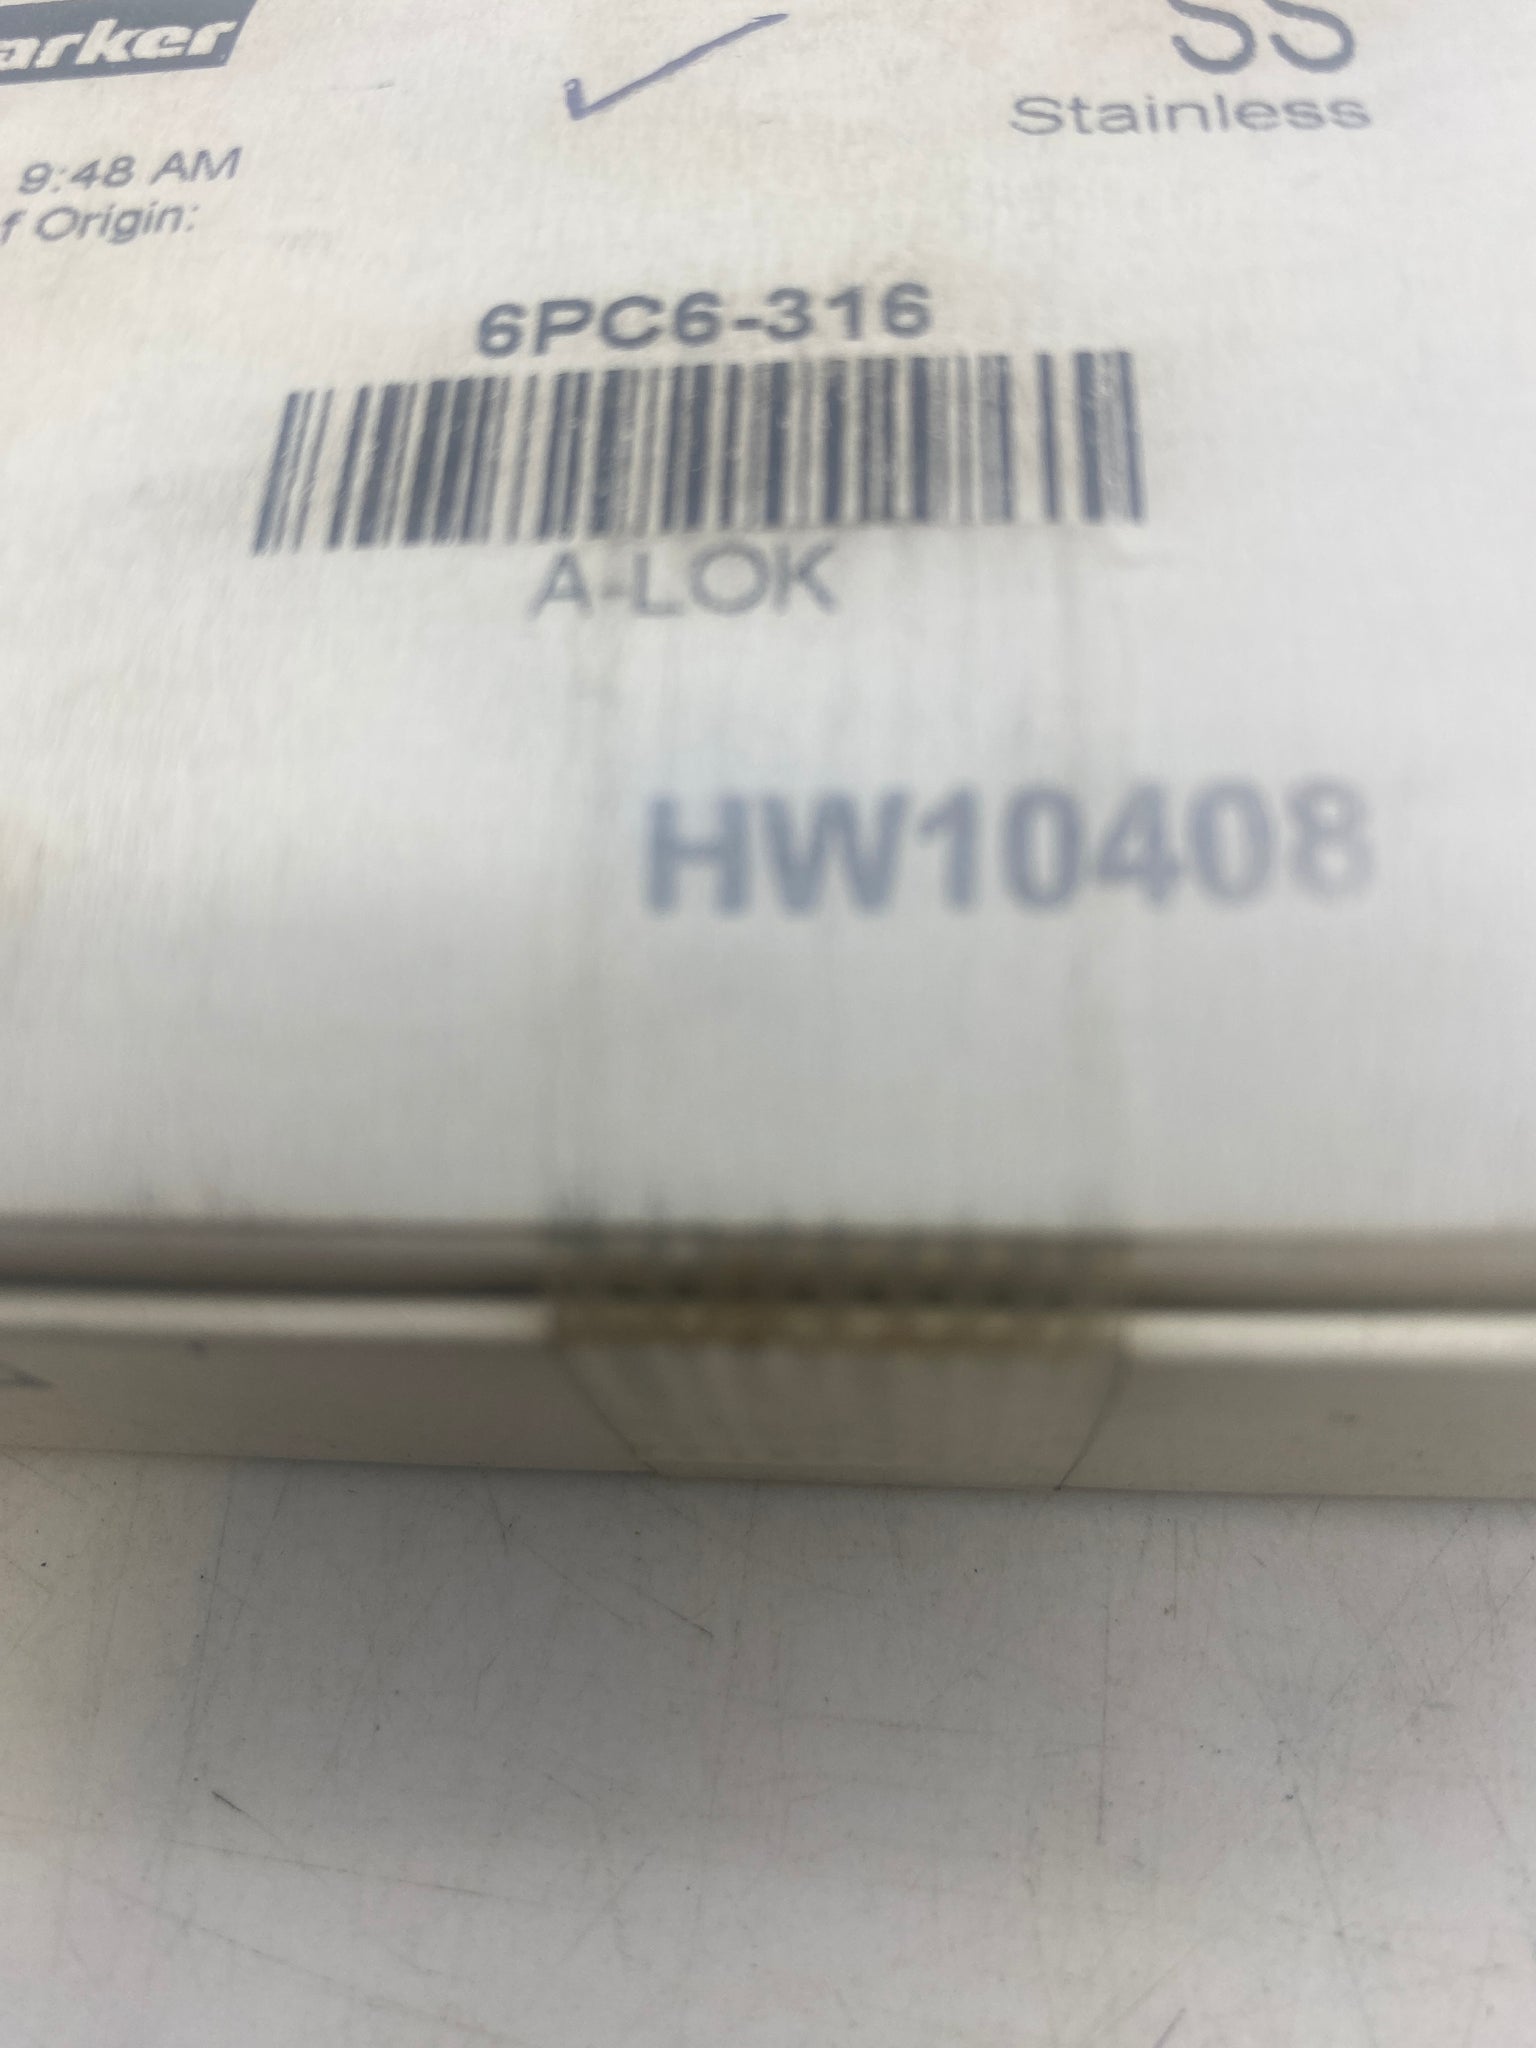 arker
SS
Stainless
9:48 AM
f Origin:
6PC6-316
A-LOK
HW10408